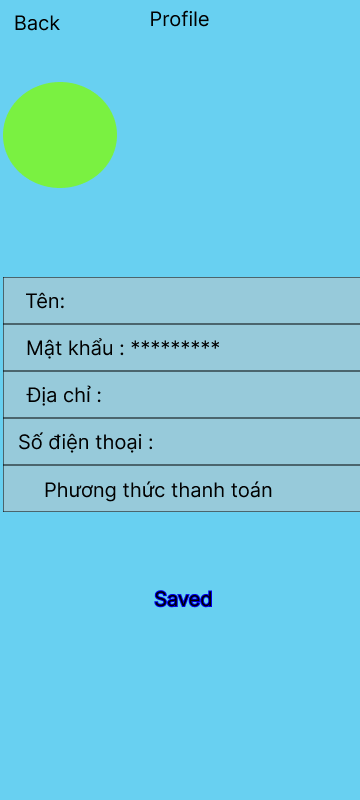 Back
Profile
Tên:
Mật khẩu : *********
Địa chỉ :
Số điện thoại :
Phương thức thanh toán
Saved